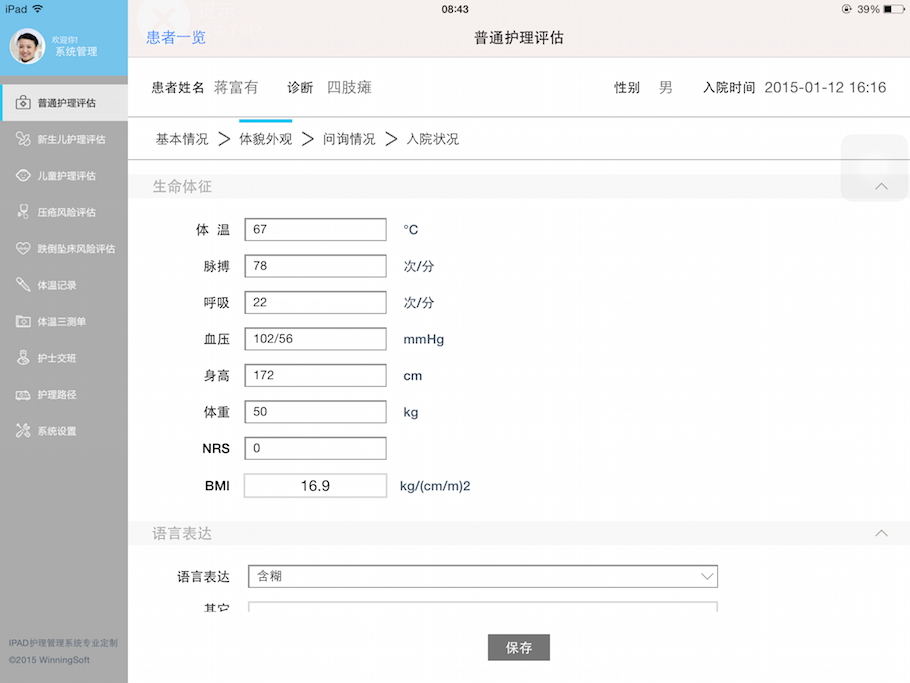 iPad 08:43 39%
欢迎你!
系统管理
患者一览 普通护理评估
患者姓名 蒋富有 诊断 四肢瘫 性别 男 入院时间 2015-01-12 16:16
普通护理评估
新生儿护理评估
儿童护理评估
压疮风险评估
跌倒坠床风险评估
体温记录
体温三测单
护士交班
护理路径
系统设置
基本情况 体貌外观 问询情况 入院状况
生命体征
体 温 67 °C
脉搏 78 次/分
呼吸 22 次/分
血压 102/56 mmHg
身高 172 cm
体重 50 kg
NRS 0
BMI 16.9 kg/(cm/m)2
语言表达
语言表达 含糊
其它
保存
IPAD护理管理系统专业定制
©2015 WinningSoft